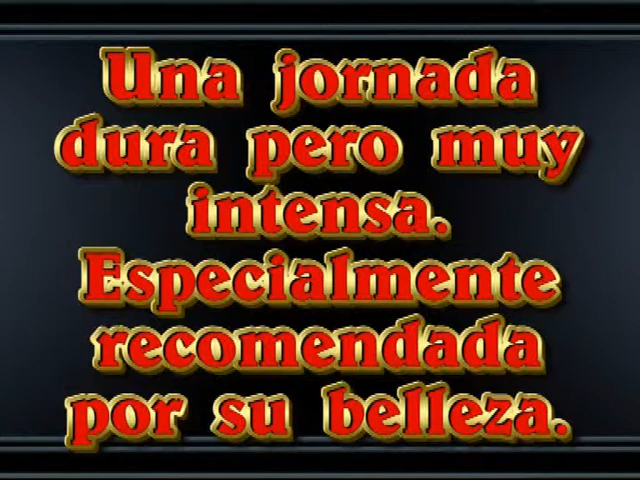 Una jornada
dura pero muy
intensa.
Especialmente
recomendada
por su belleza.